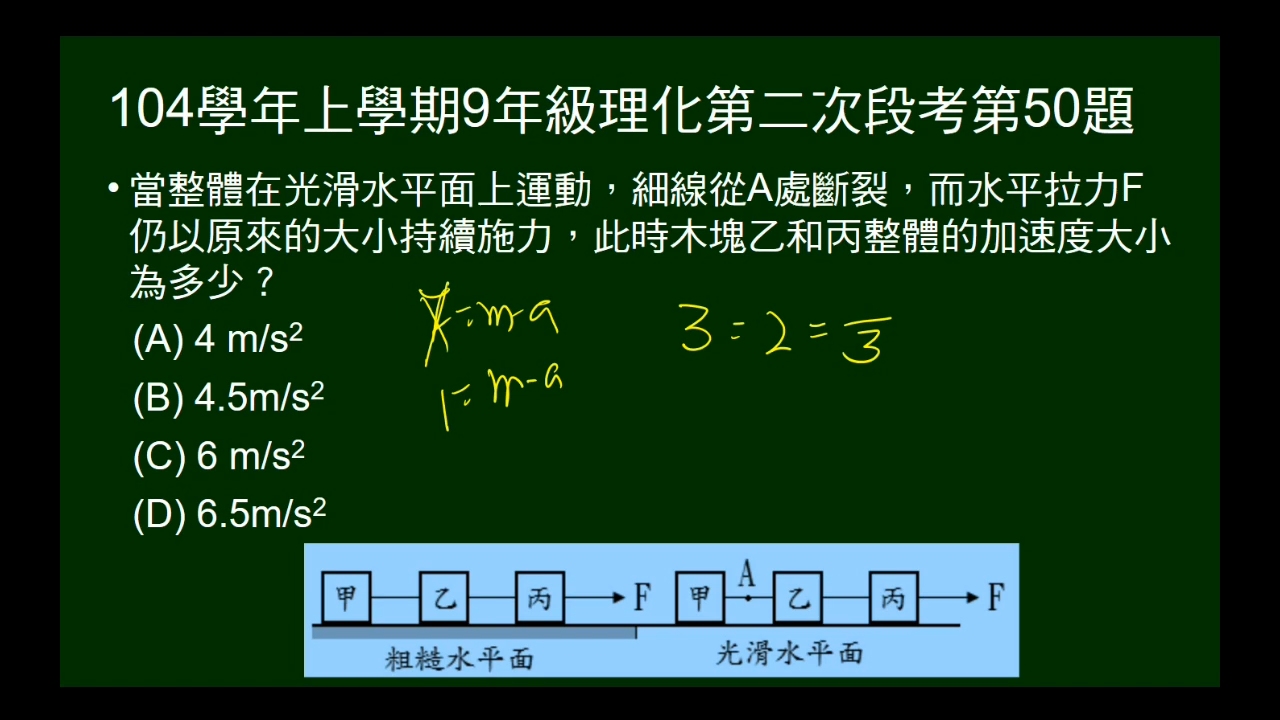 104學年上學期9年級理化第二次段考第50題
• 當整體在光滑水平面上運動，細線從A處斷裂，而水平拉力F
仍以原來的大小持續施力，此時木塊乙和丙整體的加速度大小
為多少？
(A) 4 m/s²
(B) 4.5m/s²
(C) 6 m/s²
(D) 6.5m/s²
=m-a
1=m-a
3=2=
3
甲 乙 丙 F 甲 A 乙 丙 F
粗糙水平面 光滑水平面